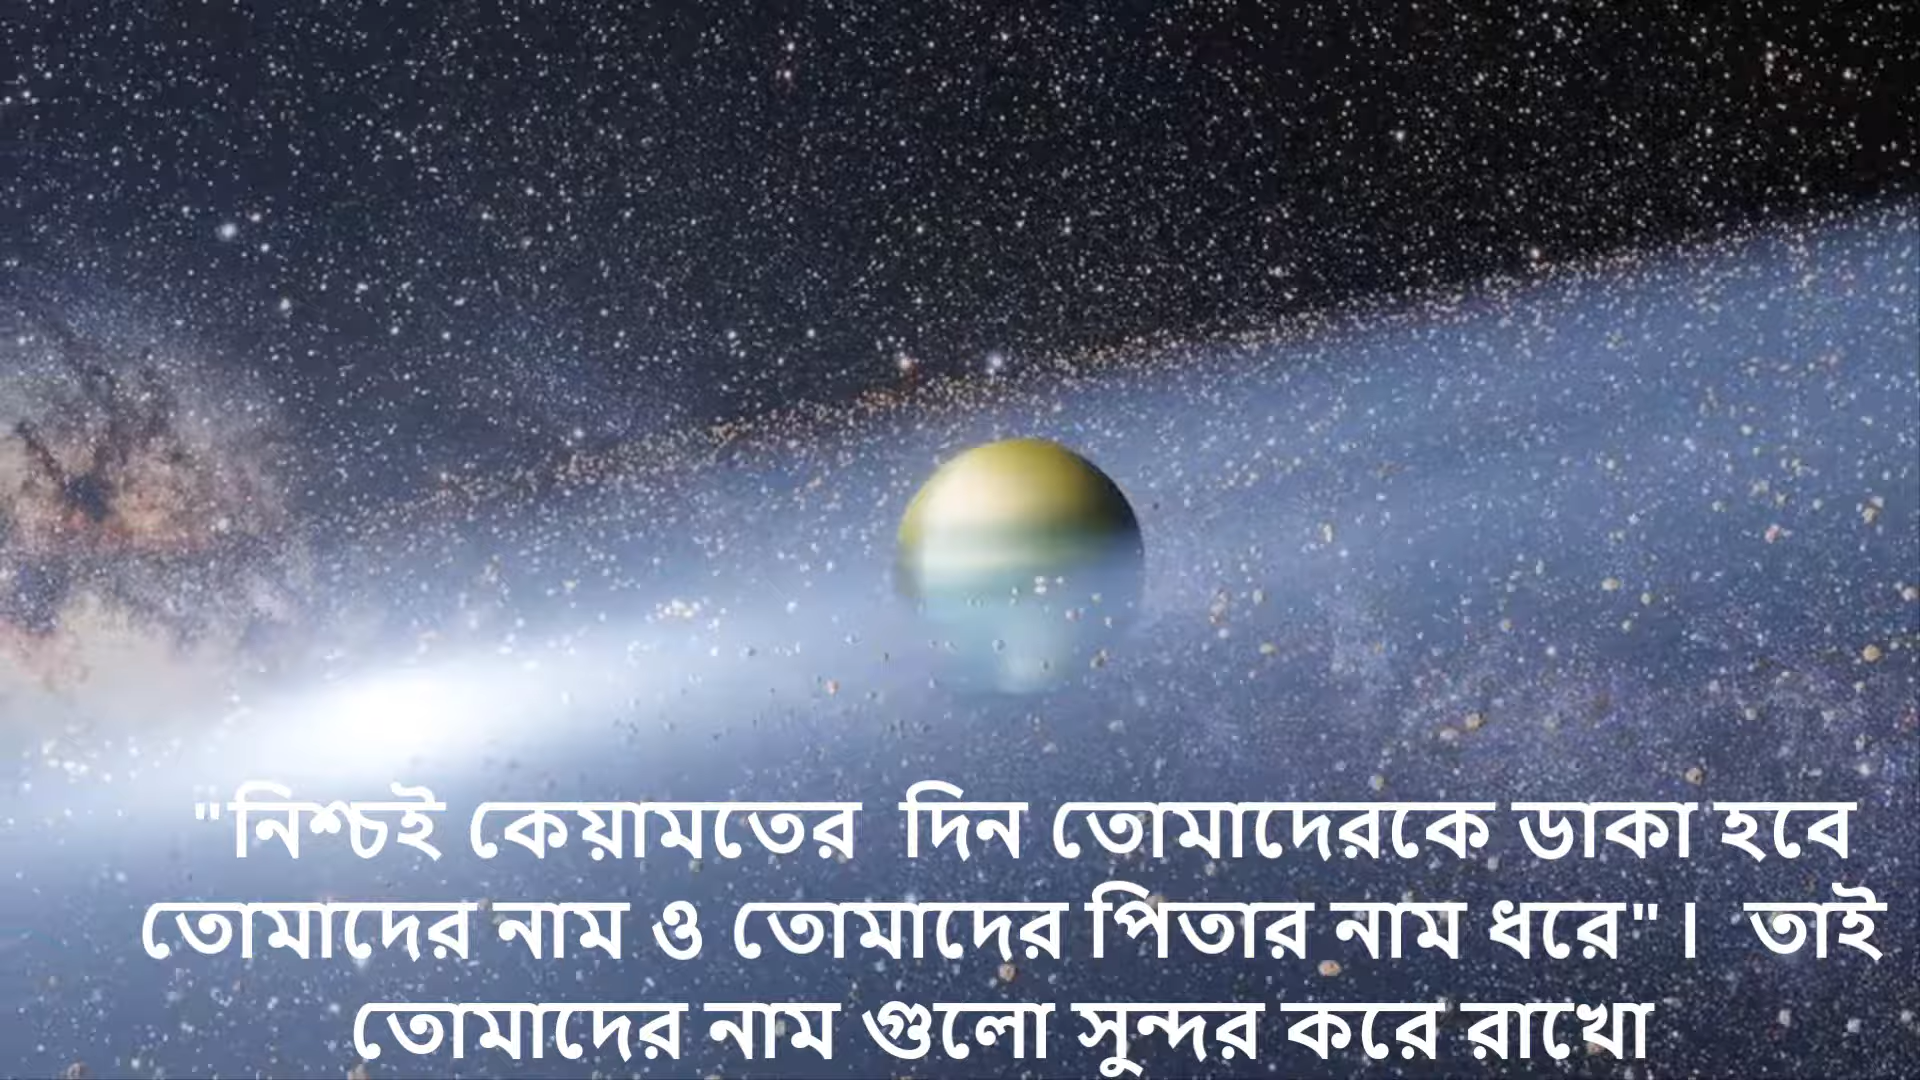 "নিশ্চই কেয়ামতের দিন তোমাদেরকে ডাকা হবে
তোমাদের নাম ও তোমাদের পিতার নাম ধরে"। তাই
তোমাদের নাম গুলো সুন্দর করে রাখো